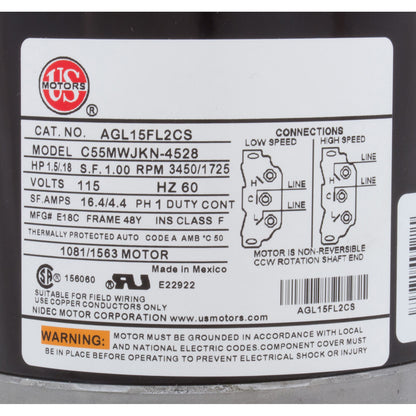 US
MOTORS
®
CAT. NO. AGL15FL2CS
MODEL C55MWJKN-4528
HP 1.5/.18 S.F. 1.00 RPM 3450/1725
VOLTS 115 HZ 60
SF.AMPS 16.4/4.4 PH 1 DUTY CONT
MFG# E18C FRAME 48Y INS CLASS F
THERMALLY PROTECTED AUTO CODE A AMB °C 50
1081/1563 MOTOR
Made in Mexico
156060
E22922
SUITABLE FOR FIELD WIRING
USE COPPER CONDUCTORS ONLY
NIDEC MOTOR CORPORATION www.usmotors.com
CONNECTIONS
LOW SPEED HIGH SPEED
LINE
H H
LINE LINE
C C
LINE
L L
MOTOR IS NON-REVERSIBLE
CCW ROTATION SHAFT END
AGL15FL2CS
WARNING: MOTOR MUST BE GROUNDED IN ACCORDANCE WITH LOCAL
AND NATIONAL ELECTRIC CODES. COMPONENT COVER MUST
BE IN PLACE BEFORE OPERATING TO PREVENT ELECTRICAL SHOCK OR INJURY